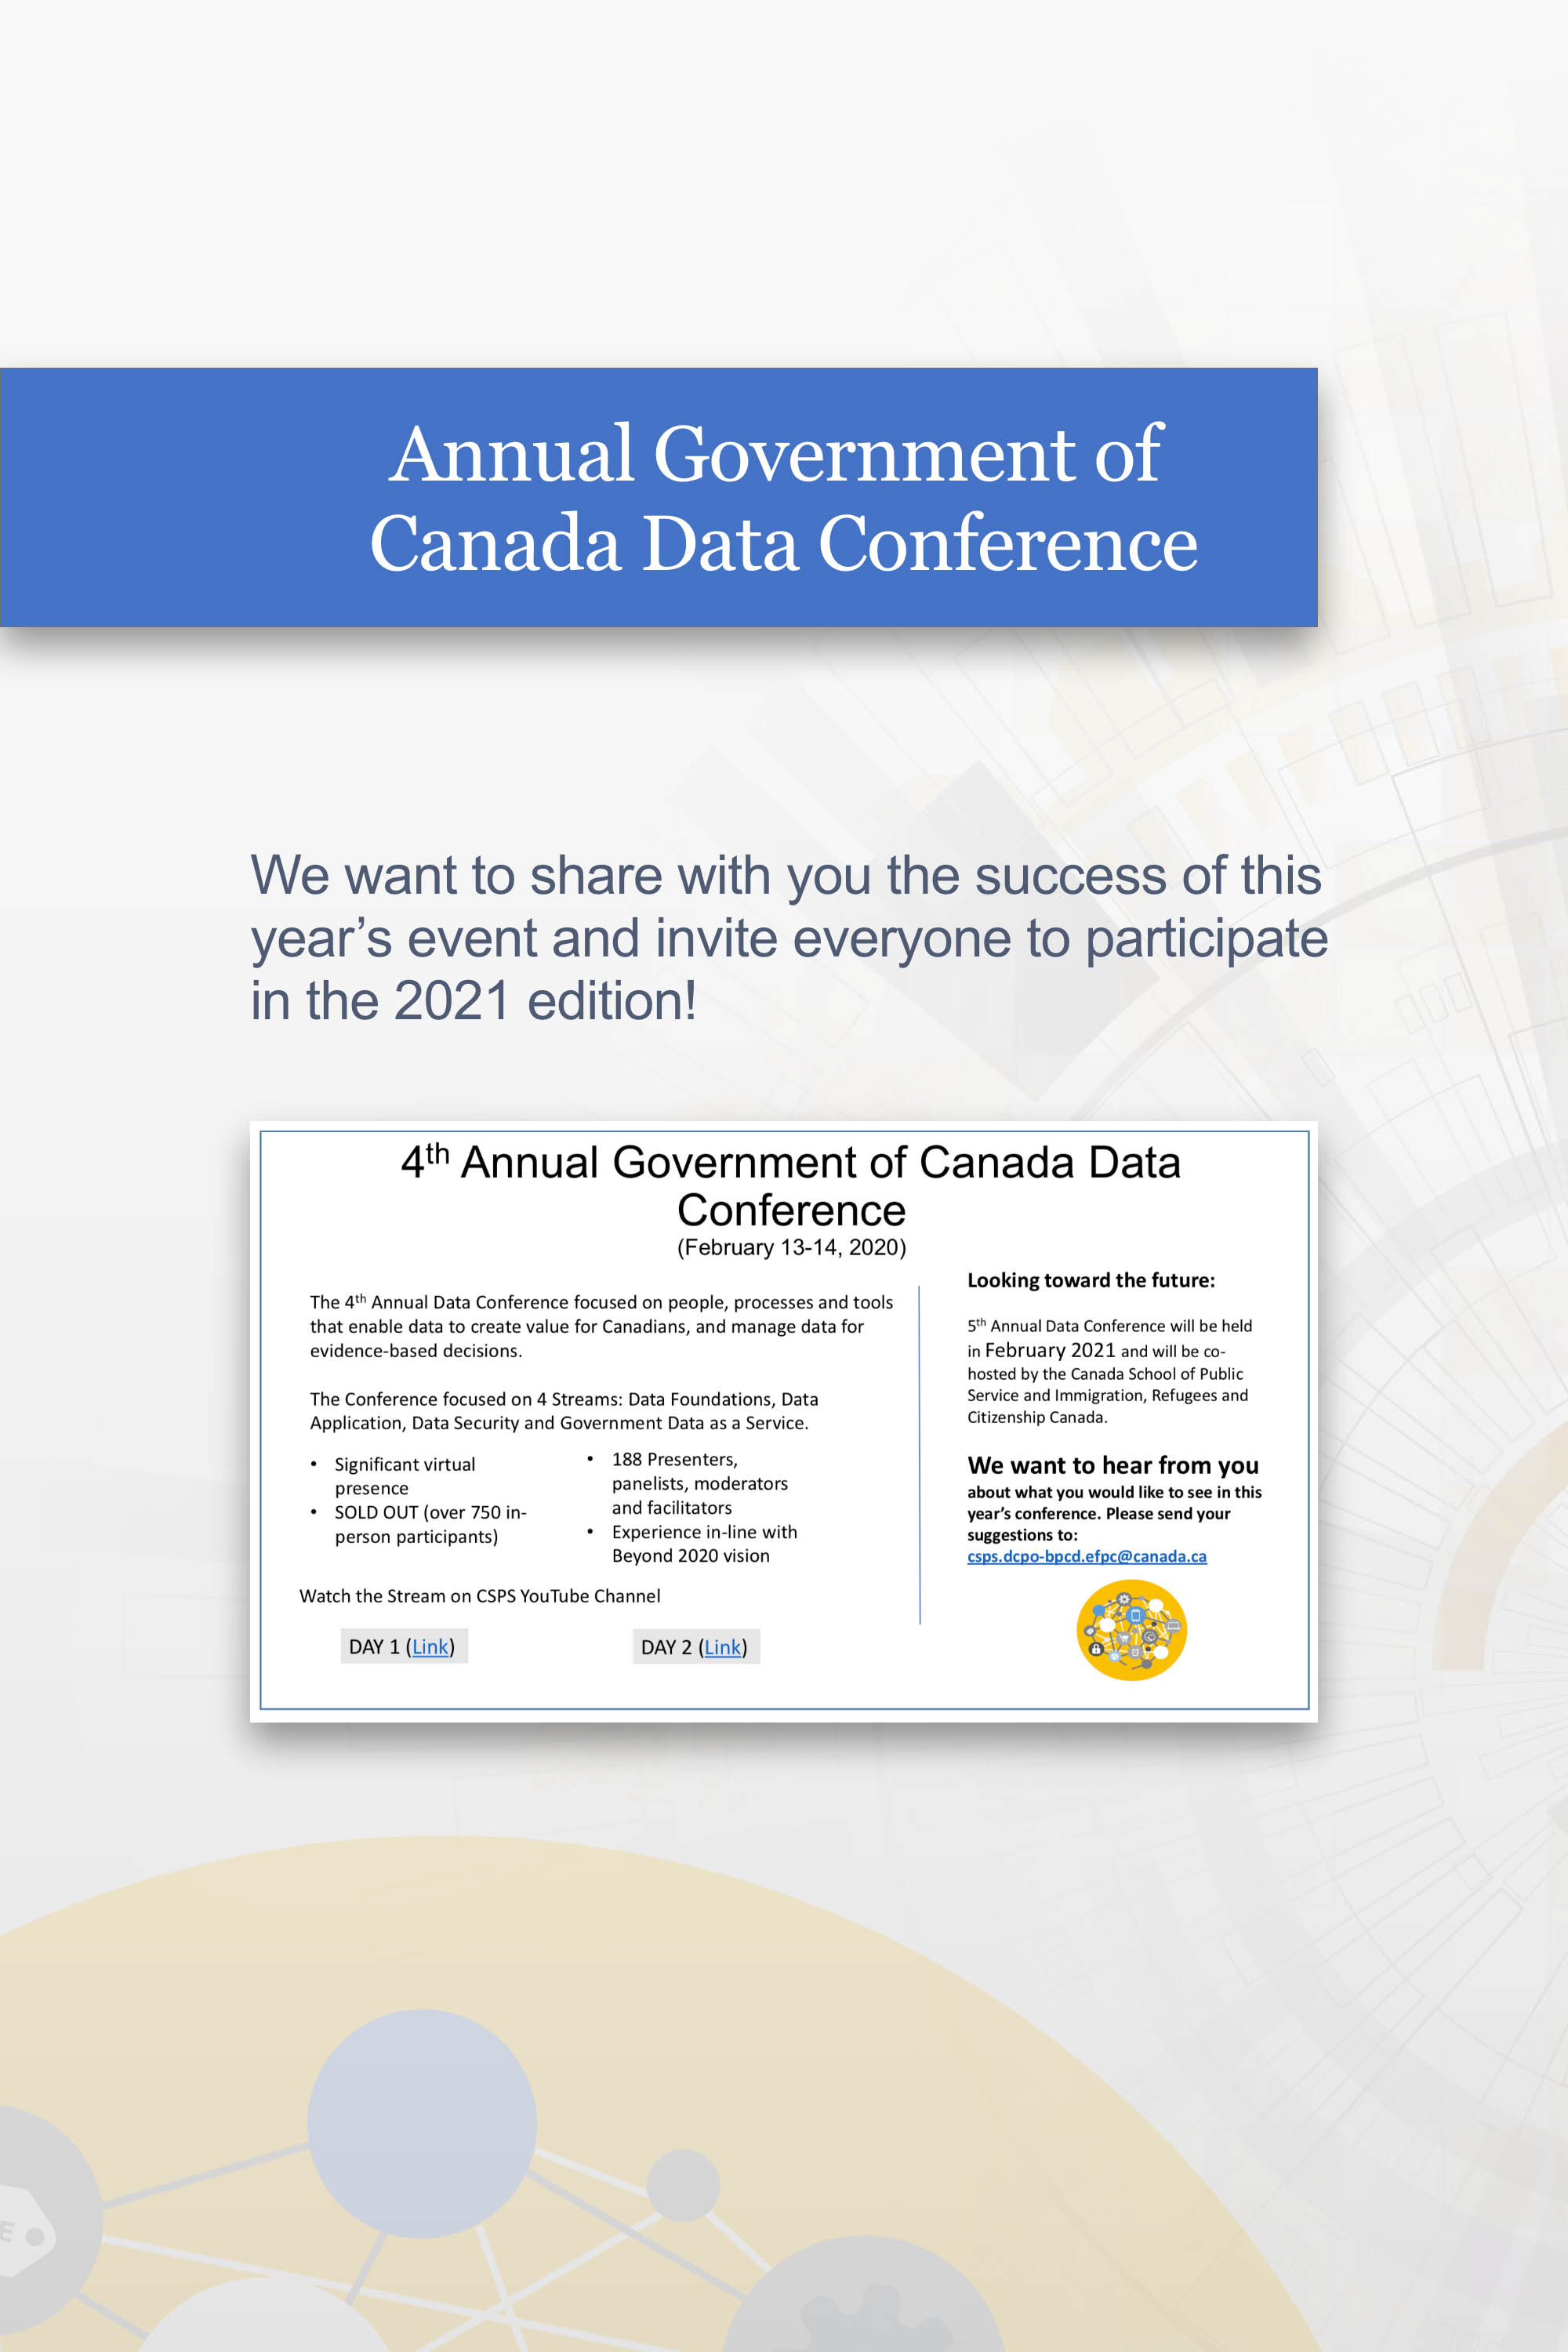 Annual Government of
Canada Data Conference
We want to share with you the success of this
year’s event and invite everyone to participate
in the 2021 edition!
4th Annual Government of Canada Data
Conference
(February 13-14, 2020)
The 4th Annual Data Conference focused on people, processes and tools
that enable data to create value for Canadians, and manage data for
evidence-based decisions.
The Conference focused on 4 Streams: Data Foundations, Data
Application, Data Security and Government Data as a Service.
• Significant virtual
presence
• SOLD OUT (over 750 in-
person participants)
• 188 Presenters,
panelists, moderators
and facilitators
• Experience in-line with
Beyond 2020 vision
Watch the Stream on CSPS YouTube Channel
DAY 1 (Link)
DAY 2 (Link)
Looking toward the future:
5th Annual Data Conference will be held
in February 2021 and will be co-
hosted by the Canada School of Public
Service and Immigration, Refugees and
Citizenship Canada.
We want to hear from you
about what you would like to see in this
year’s conference. Please send your
suggestions to:
csps.dcpo-bpcd.efpc@canada.ca
E